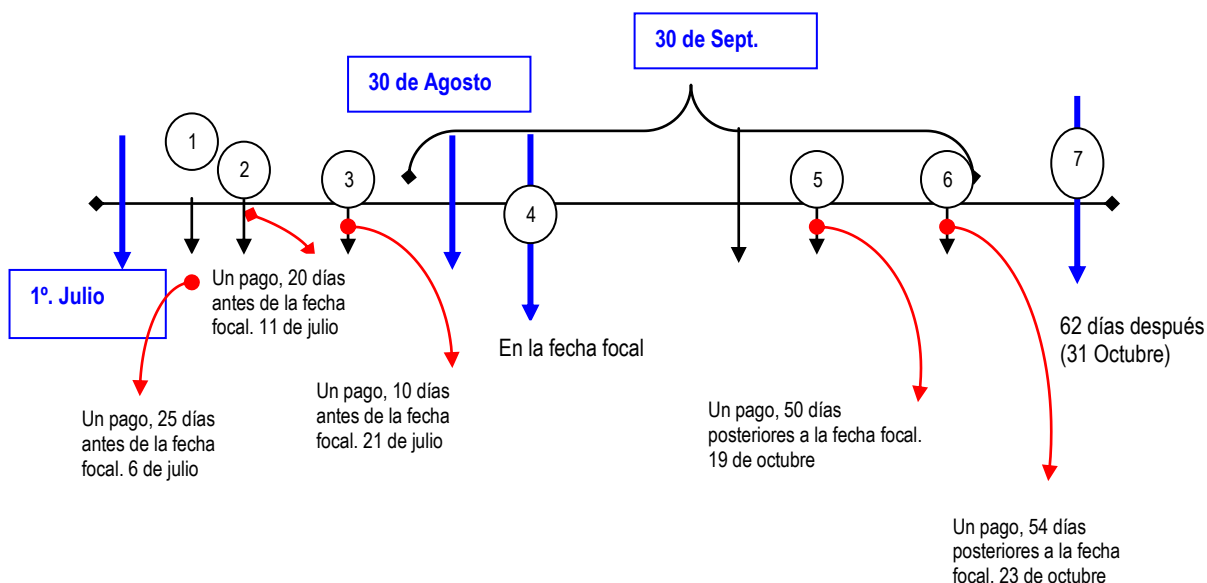 30 de Sept.
30 de Agosto
1
2
3
4
5
6
7
1º. Julio
Un pago, 20 días
antes de la fecha
focal. 11 de julio
En la fecha focal
62 días después
(31 Octubre)
Un pago, 25 días
antes de la fecha
focal. 6 de julio
Un pago, 10 días
antes de la fecha
focal. 21 de julio
Un pago, 50 días
posteriores a la fecha focal.
19 de octubre
Un pago, 54 días
posteriores a la fecha
focal. 23 de octubre